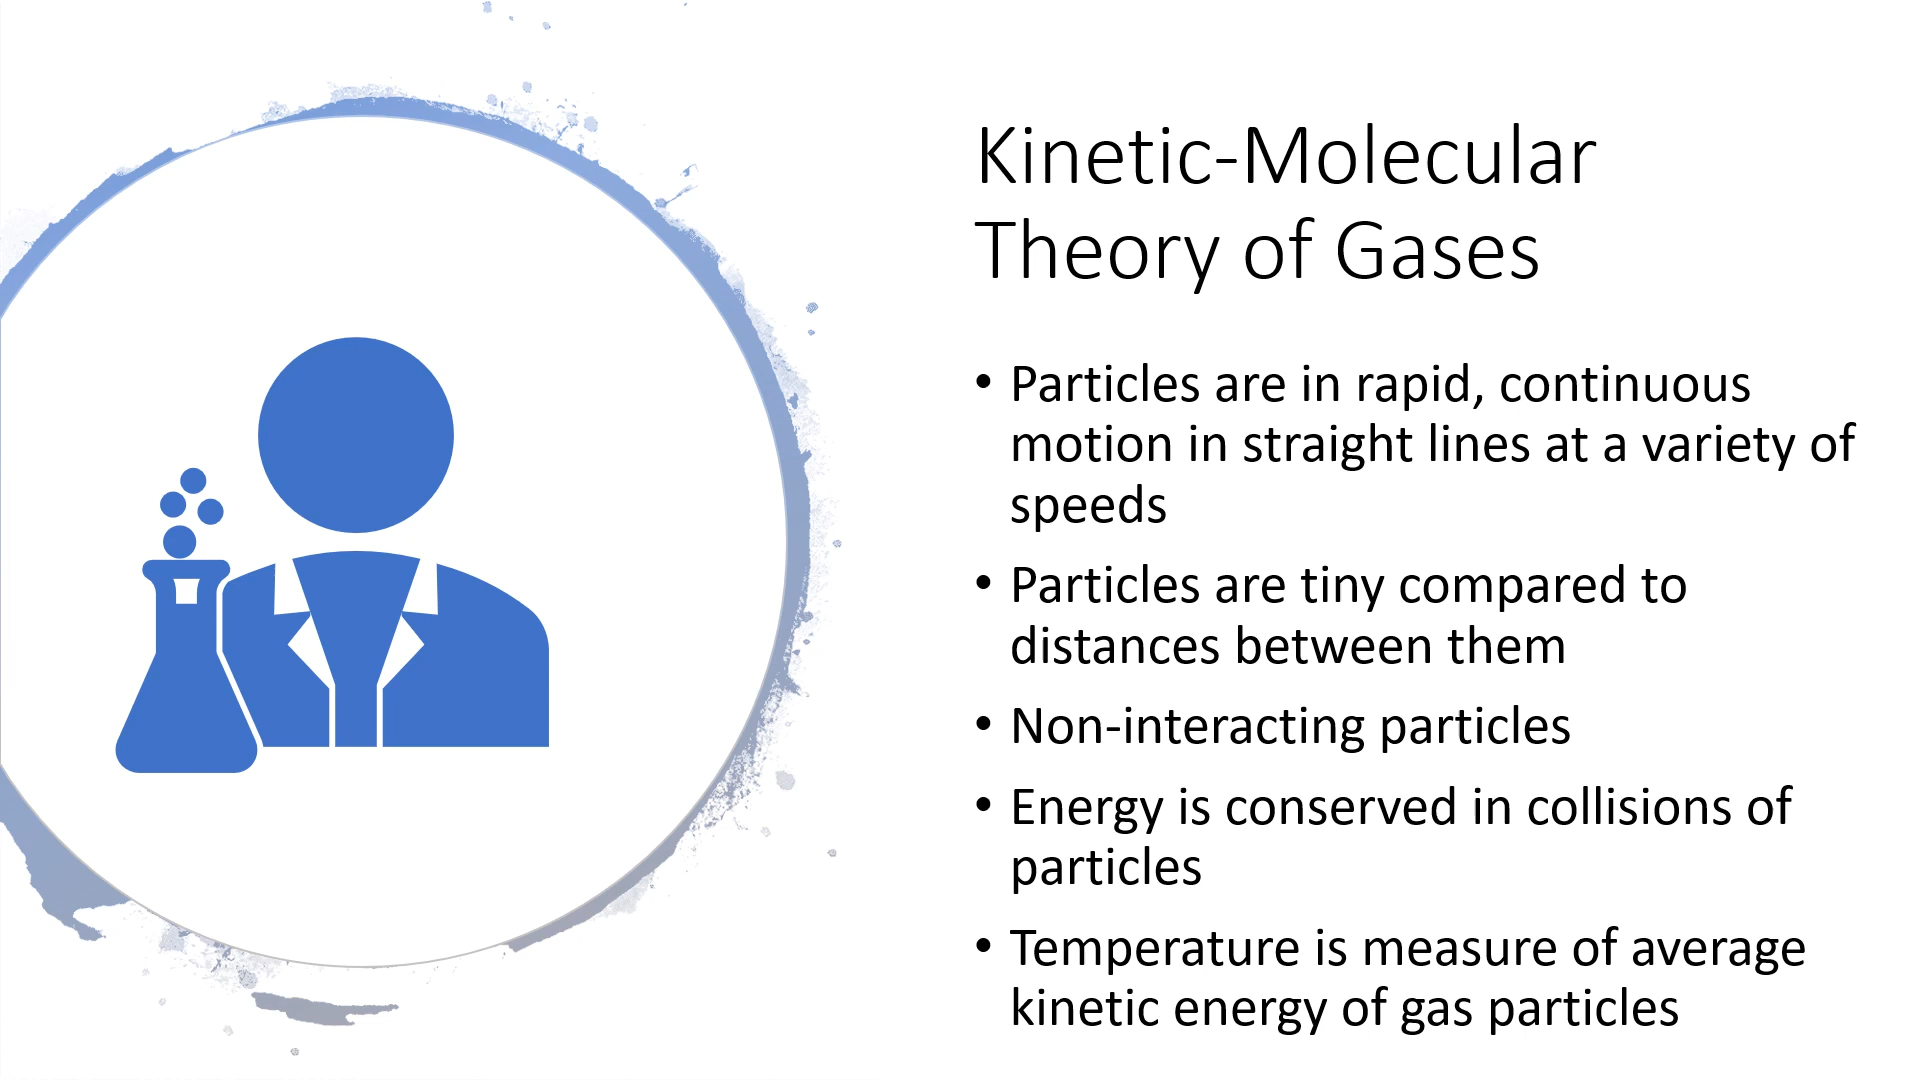 Kinetic-Molecular
Theory of Gases
• Particles are in rapid, continuous
motion in straight lines at a variety of
speeds
• Particles are tiny compared to
distances between them
• Non-interacting particles
• Energy is conserved in collisions of
particles
• Temperature is measure of average
kinetic energy of gas particles